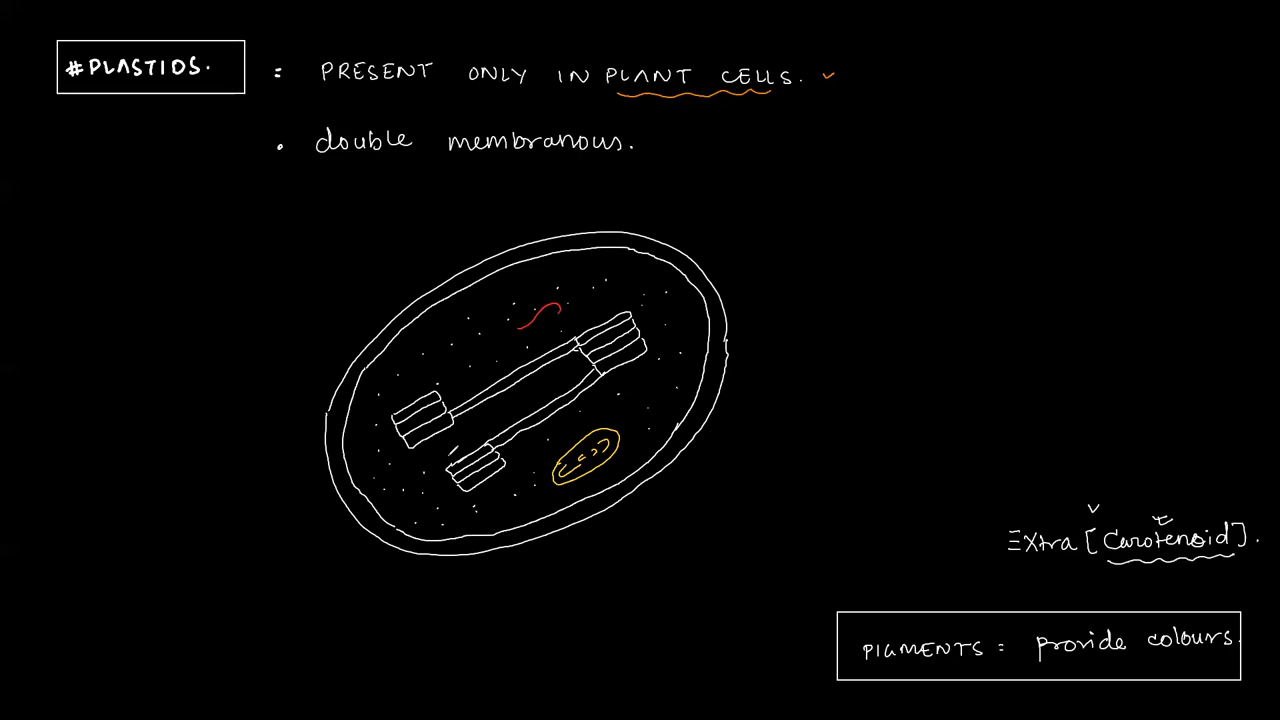 #PLASTIDS.
: PRESENT ONLY IN PLANT CELLS.
. double membranous.
Extra [Carotenoid].
PIGMENTS = provide colours.